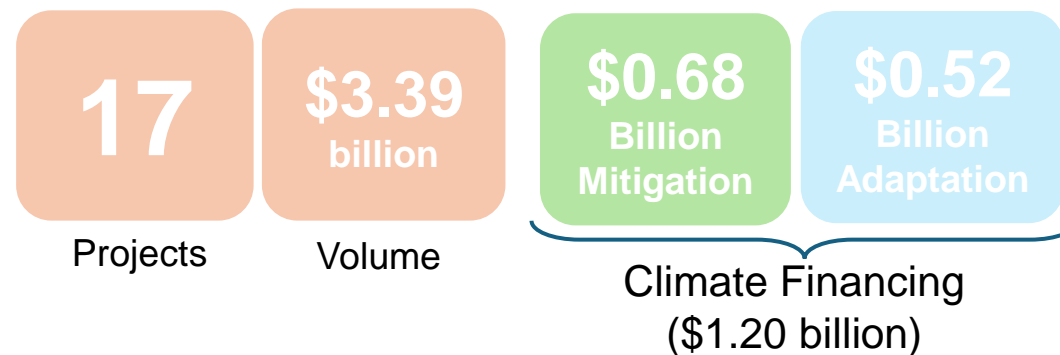 17
Projects
$3.39
billion
Volume
$0.68
Billion
Mitigation
$0.52
Billion
Adaptation
Climate Financing
($1.20 billion)